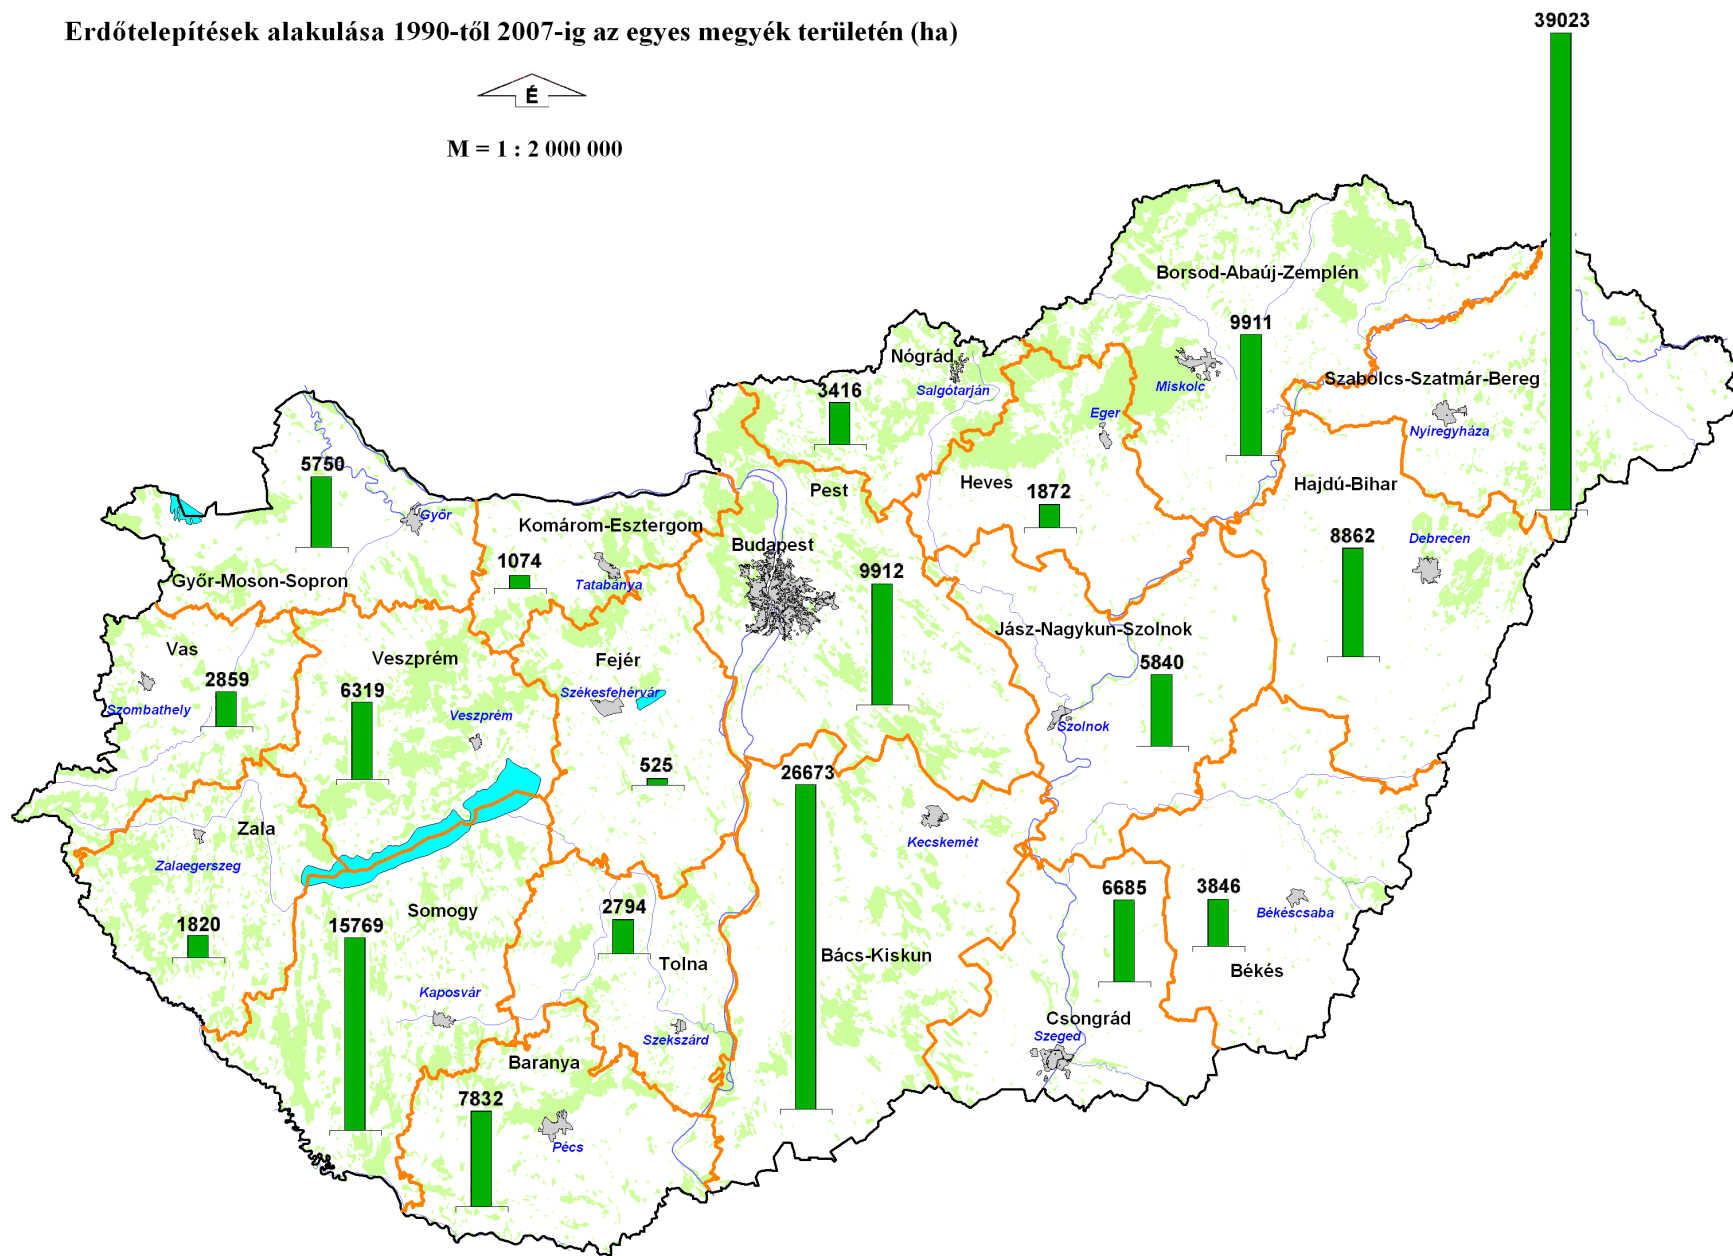 Erdőtelepítések alakulása 1990-től 2007-ig az egyes megyék területén (ha)
39023
É
M = 1 : 2 000 000
Borsod-Abaúj-Zemplén
9911
Nógrád
Salgótarján
3416
Miskolc
Eger
Szabolcs-Szatmár-Bereg
Nyíregyháza
5750
Győr
Komárom-Esztergom
Pest
Heves
1872
Hajdú-Bihar
Budapest
Debrecen
8862
1074
Tatabánya
Győr-Moson-Sopron
9912
Jász-Nagykun-Szolnok
Vas
Veszprém
Fejér
5840
2859
6319
Székesfehérvár
Szombathely
Veszprém
Szolnok
525
26673
Zala
Kecskemét
Zalaegerszeg
6685
3846
1820
15769
Somogy
2794
Békéscsaba
Tolna
Bács-Kiskun
Békés
Kaposvár
Csongrád
Szekszárd
Szeged
Baranya
7832
Pécs